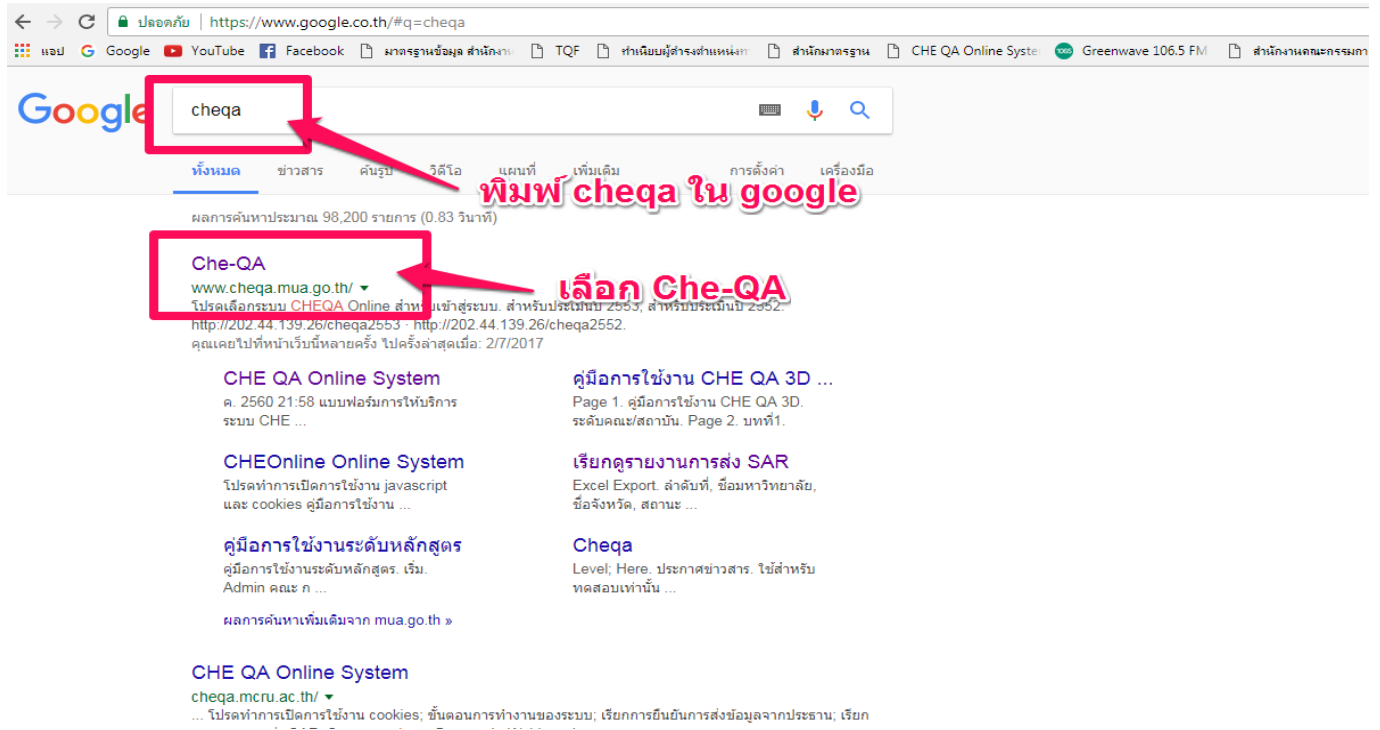 ปลอดภัย | https://www.google.co.th/#q=cheqa
แอป Google YouTube Facebook มาตรฐานข้อมูล สำนักงาน TQF ทำเนียบผู้ดำรงตำแหน่ง สำนักมาตรฐาน CHE QA Online Syste Greenwave 106.5 FM สำนักงานคณะกรรมกา
Google cheqa
ทั้งหมด ข่าวสาร ค้นรูป วิดีโอ แผนที่ เพิ่มเติม การตั้งค่า เครื่องมือ
พิมพ์ cheqa ใน google
ผลการค้นหาประมาณ 98,200 รายการ (0.83 วินาที)
Che-QA
www.cheqa.mua.go.th/
เลือก Che-QA
โปรดเลือกระบบ CHEQA Online สำหรับเข้าสู่ระบบ. สำหรับประเมินปี 2553, สำหรับประเมินปี 2552.
http://202.44.139.26/cheqa2553 · http://202.44.139.26/cheqa2552.
คุณเคยไปที่หน้าเว็บนี้หลายครั้ง ไปครั้งล่าสุดเมื่อ: 2/7/2017
CHE QA Online System
ค. 2560 21:58 แบบฟอร์มการให้บริการ
ระบบ CHE ...
คู่มือการใช้งาน CHE QA 3D ...
Page 1. คู่มือการใช้งาน CHE QA 3D.
ระดับคณะ/สถาบัน. Page 2. บทที่1.
CHEOnline Online System
โปรดทำการเปิดการใช้งาน javascript
และ cookies คู่มือการใช้งาน ...
เรียกดูรายงานการส่ง SAR
Excel Export. ลำดับที่, ชื่อมหาวิทยาลัย,
ชื่อจังหวัด, สถานะ ...
คู่มือการใช้งานระดับหลักสูตร
คู่มือการใช้งานระดับหลักสูตร. เริ่ม.
Admin คณะ ก ...
Cheqa
Level; Here. ประกาศข่าวสาร. ใช้สำหรับ
ทดสอบเท่านั้น ...
ผลการค้นหาเพิ่มเติมจาก mua.go.th »
CHE QA Online System
cheqa.mcru.ac.th/
... โปรดทำการเปิดการใช้งาน cookies; ขั้นตอนการทำงานของระบบ; เรียกการยืนยันการส่งข้อมูลจากประธาน; เรียก